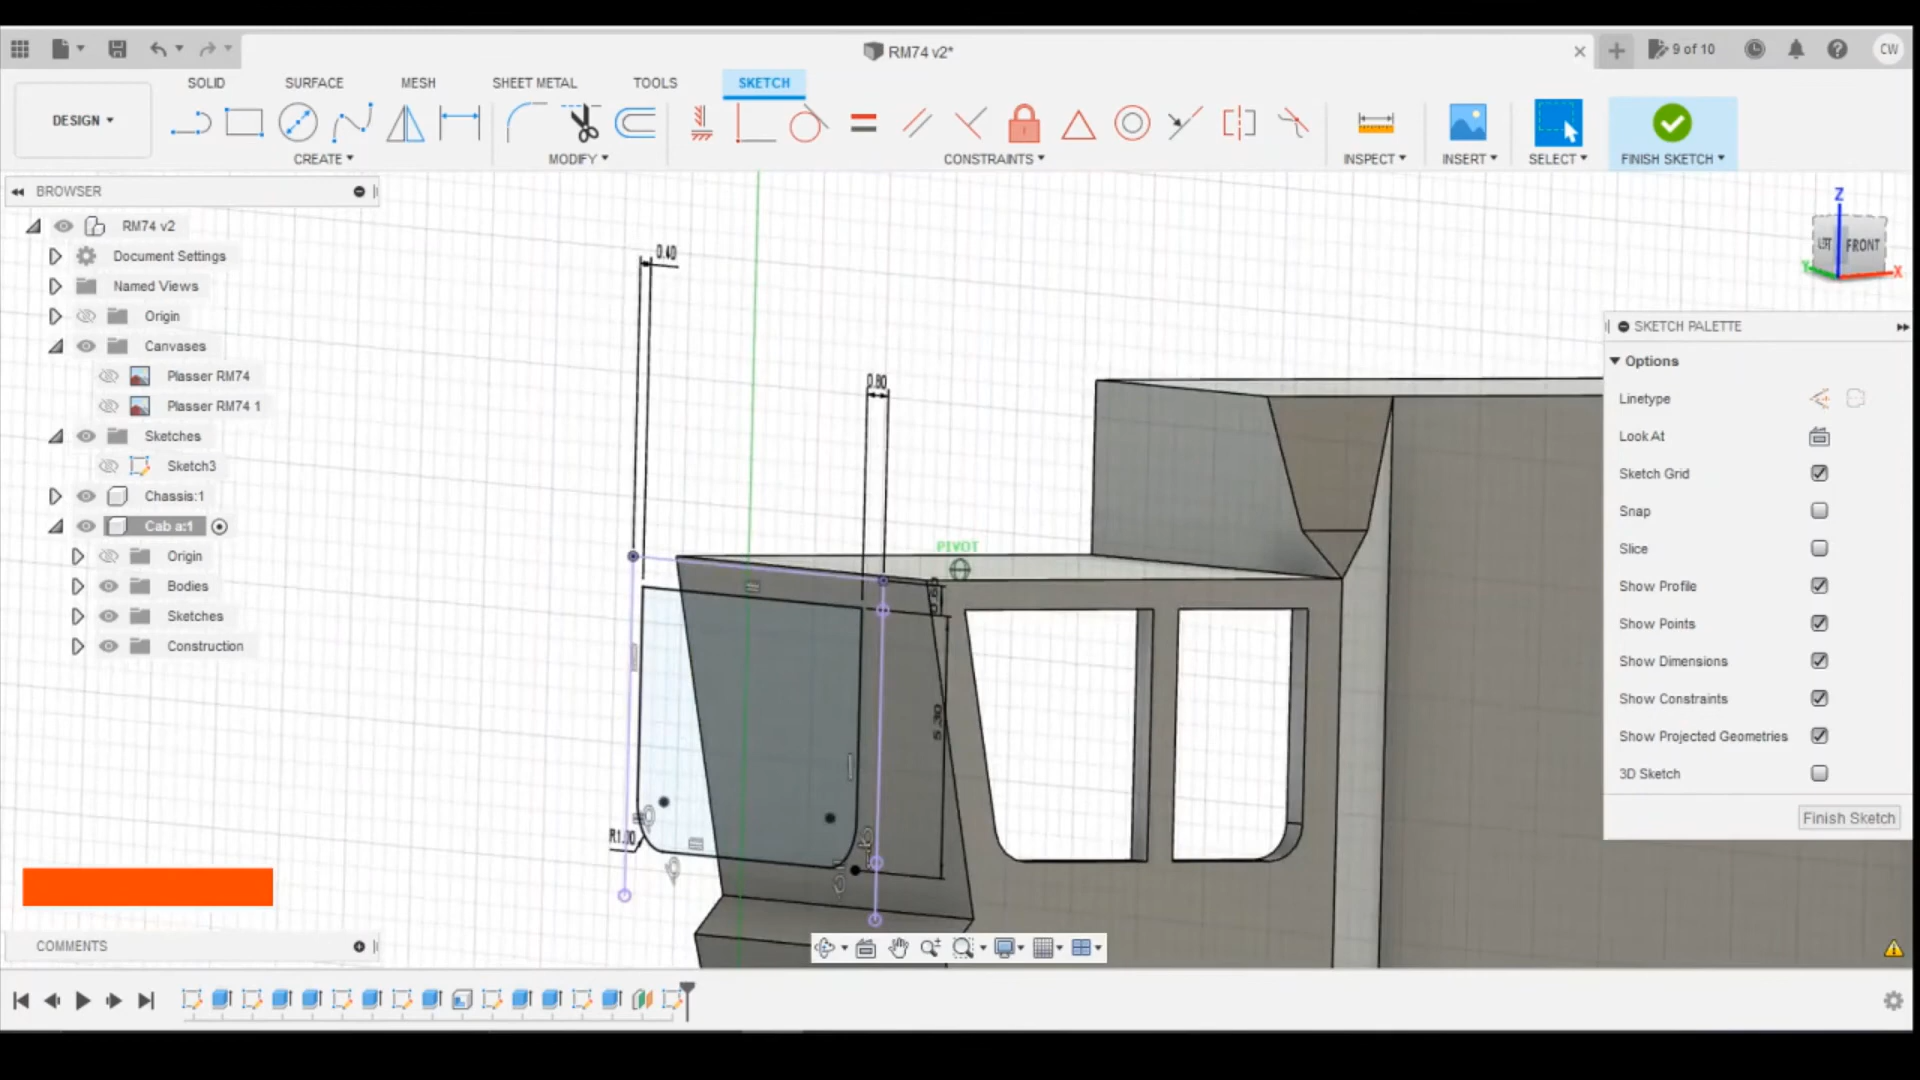 RM74 v2*
9 of 10
CW
DESIGN
SOLID
SURFACE
MESH
SHEET METAL
TOOLS
SKETCH
CREATE
MODIFY
CONSTRAINTS
INSPECT
INSERT
SELECT
FINISH SKETCH
BROWSER
RM74 v2
Document Settings
Named Views
Origin
Canvases
Plasser RM74
Plasser RM74 1
Sketches
Sketch3
Chassis:1
Cab a:1
Origin
Bodies
Sketches
Construction
0.40
0.80
PIVOT
5.30
R1.00
Z
LEFT
FRONT
Y
X
SKETCH PALETTE
Options
Linetype
Look At
Sketch Grid
Snap
Slice
Show Profile
Show Points
Show Dimensions
Show Constraints
Show Projected Geometries
3D Sketch
Finish Sketch
COMMENTS